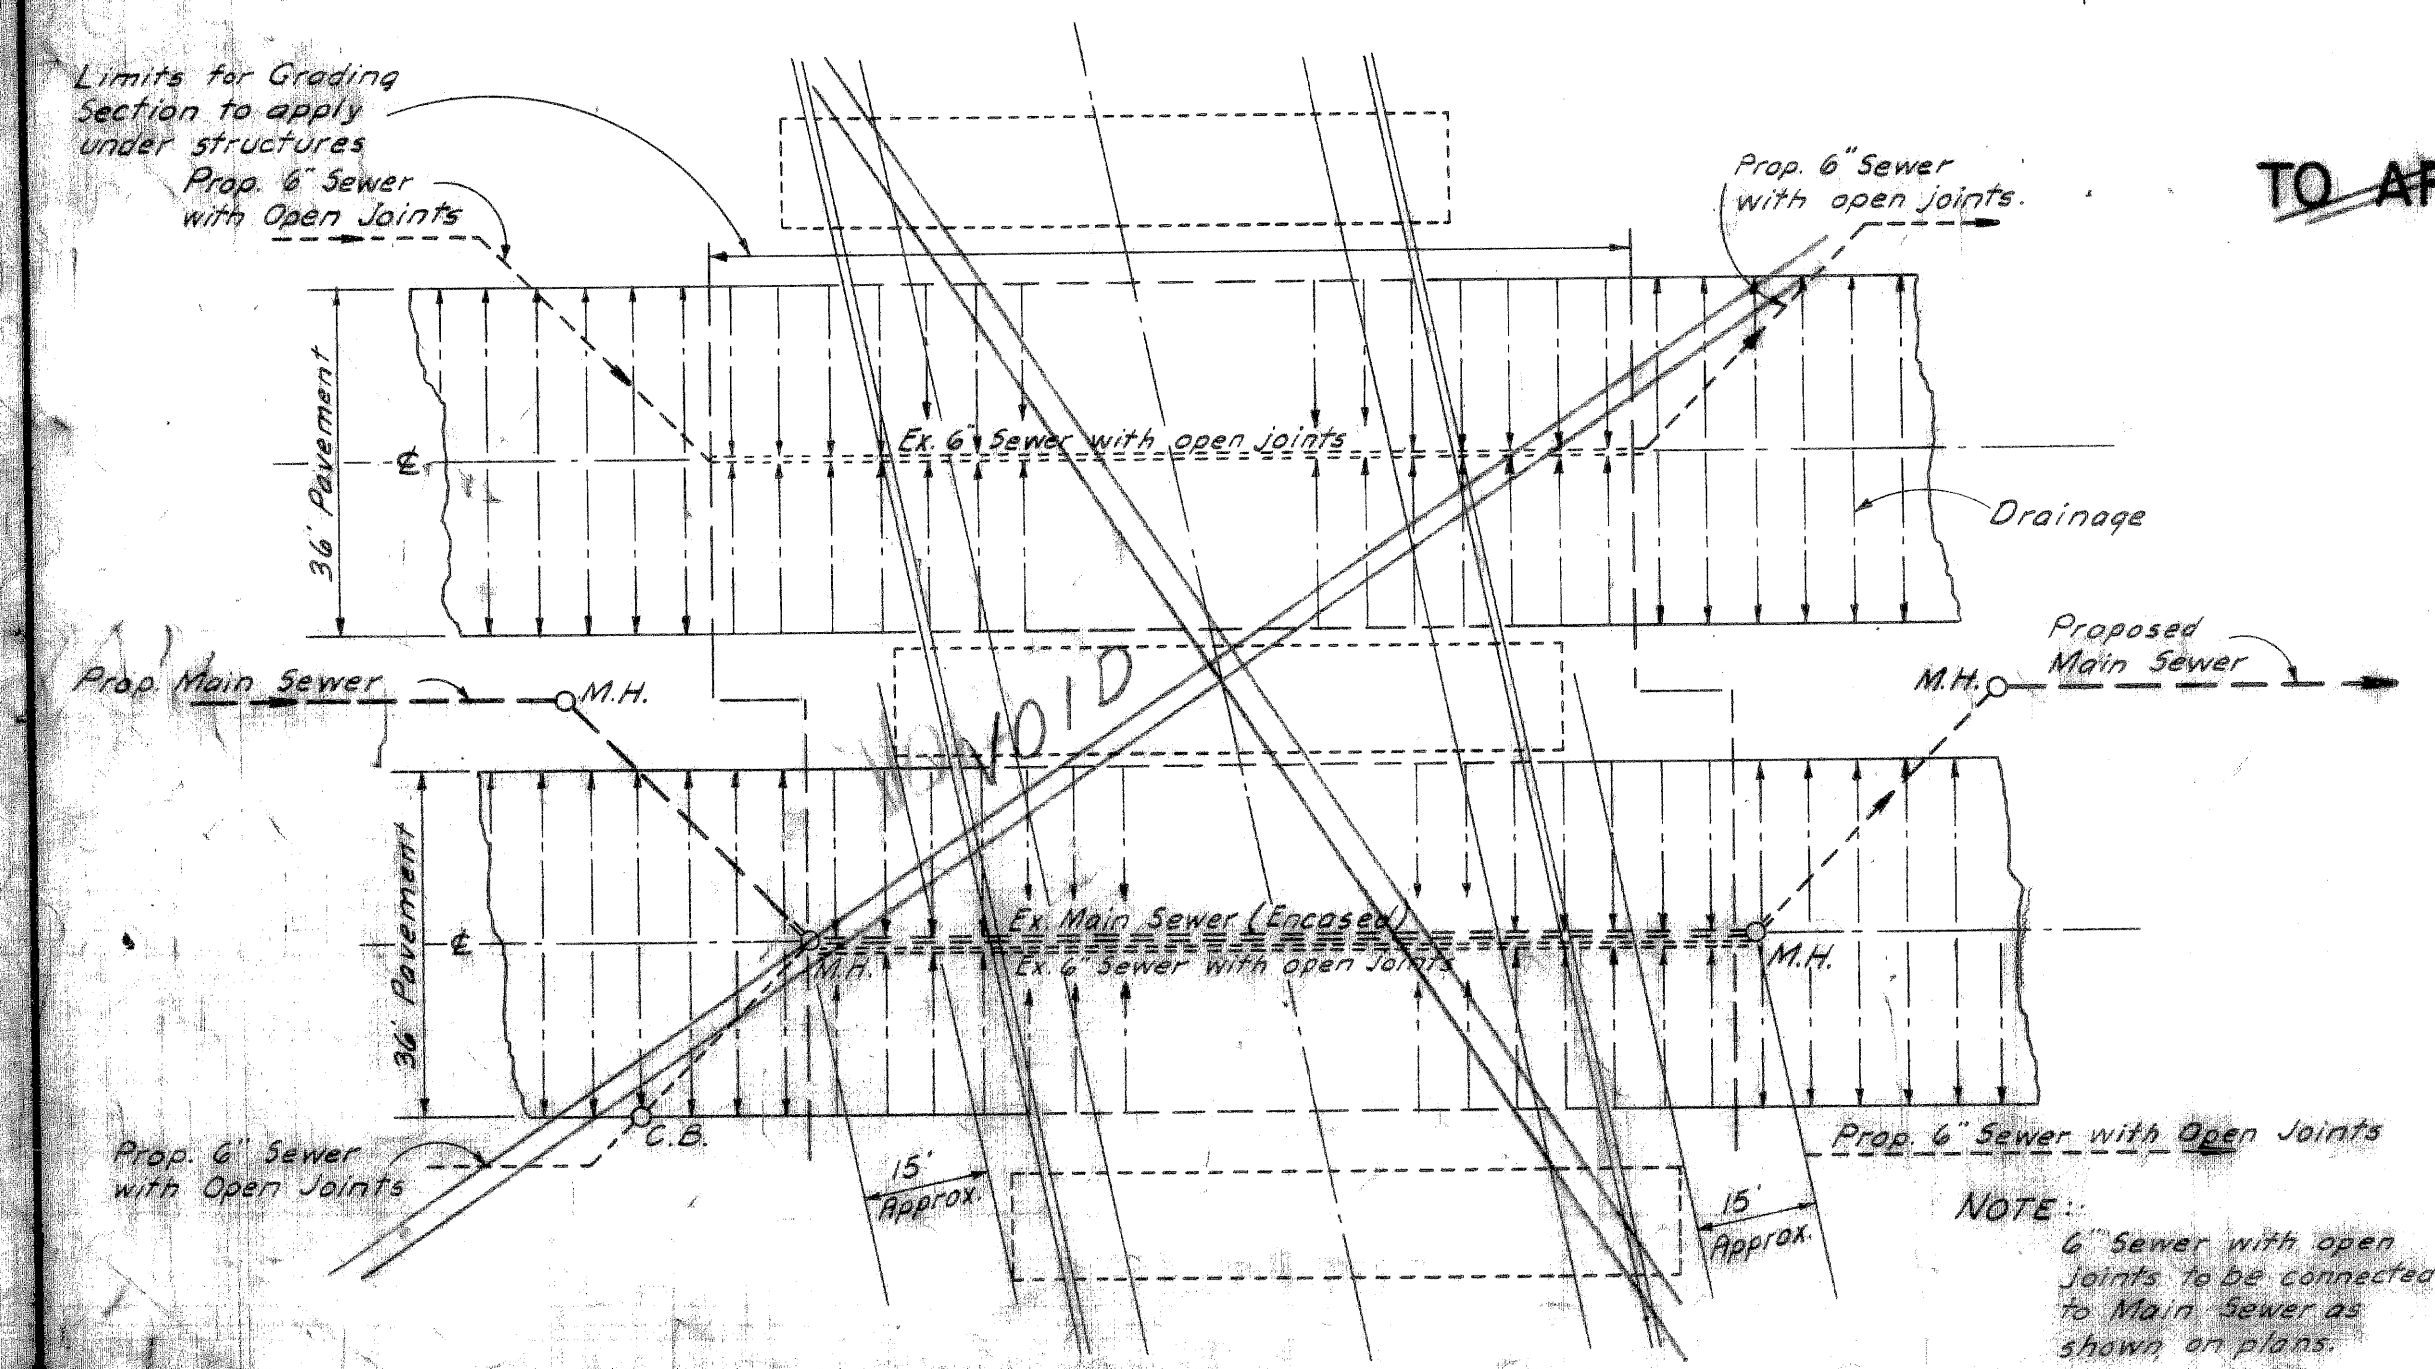 Limits for Grading
Section to apply
under structures
Prop. 6" Sewer
with Open Joints
Prop. 6" Sewer
with open joints.
TO
36' Pavement
℄
Ex. 6" Sewer with open joints
Drainage
Prop. Main Sewer
M.H.
VOID
M.H.
Proposed
Main Sewer
36' Pavement
℄
Ex. Main Sewer (Encased)
M.H.
Ex. 6" Sewer with open Joints
M.H.
C.B.
Prop. 6" Sewer
with Open Joints
15'
Approx.
15'
Approx.
Prop. 6" Sewer with Open Joints
NOTE:
6" Sewer with open
Joints to be connected
to Main Sewer as
shown on plans.